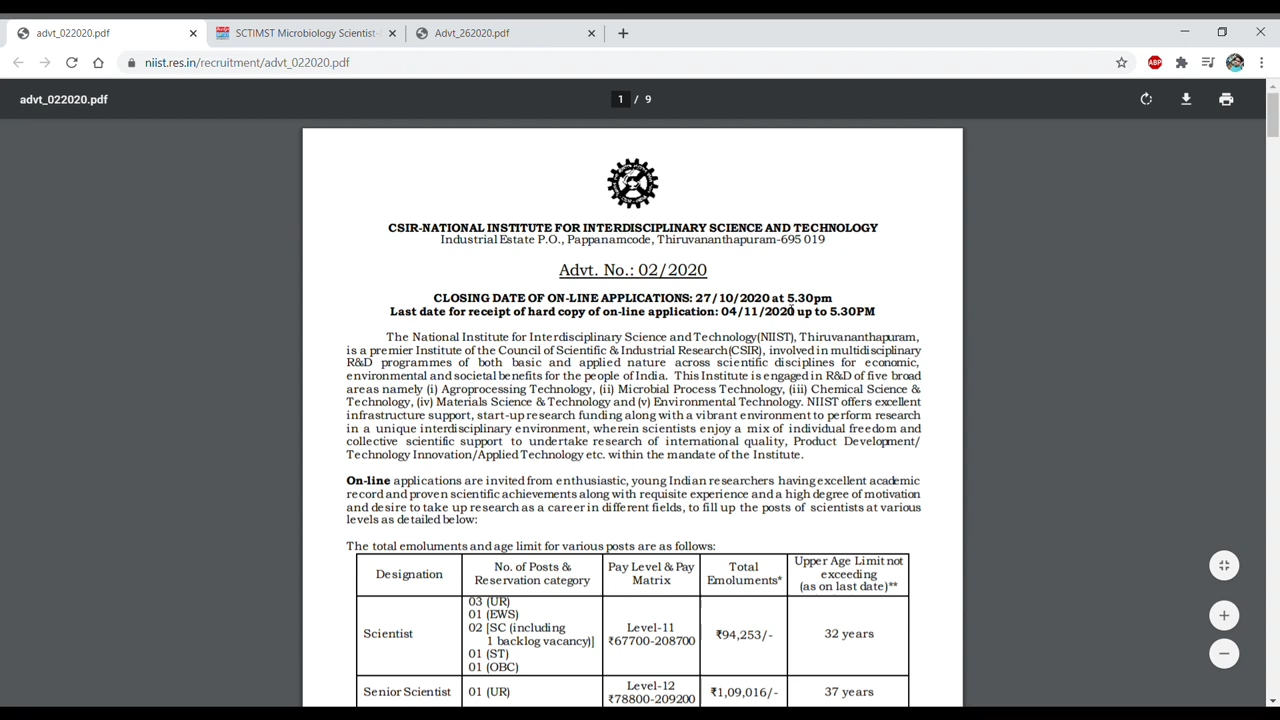 advt_022020.pdf
SCTIMST Microbiology Scientist
Advt_262020.pdf
niist.res.in/recruitment/advt_022020.pdf
ABP
advt_022020.pdf
1 / 9
CSIR-NATIONAL INSTITUTE FOR INTERDISCIPLINARY SCIENCE AND TECHNOLOGY
Industrial Estate P.O., Pappanamcode, Thiruvananthapuram-695 019
Advt. No.: 02/2020
CLOSING DATE OF ON-LINE APPLICATIONS: 27/10/2020 at 5.30pm
Last date for receipt of hard copy of on-line application: 04/11/2020 up to 5.30PM
The National Institute for Interdisciplinary Science and Technology(NIIST), Thiruvananthapuram,
is a premier Institute of the Council of Scientific & Industrial Research(CSIR), involved in multidisciplinary
R&D programmes of both basic and applied nature across scientific disciplines for economic,
environmental and societal benefits for the people of India. This Institute is engaged in R&D of five broad
areas namely (i) Agroprocessing Technology, (ii) Microbial Process Technology, (iii) Chemical Science &
Technology, (iv) Materials Science & Technology and (v) Environmental Technology. NIIST offers excellent
infrastructure support, start-up research funding along with a vibrant environment to perform research
in a unique interdisciplinary environment, wherein scientists enjoy a mix of individual freedom and
collective scientific support to undertake research of international quality, Product Development/
Technology Innovation/Applied Technology etc. within the mandate of the Institute.
On-line applications are invited from enthusiastic, young Indian researchers having excellent academic
record and proven scientific achievements along with requisite experience and a high degree of motivation
and desire to take up research as a career in different fields, to fill up the posts of scientists at various
levels as detailed below:
The total emoluments and age limit for various posts are as follows:
Designation
No. of Posts &
Reservation category
Pay Level & Pay
Matrix
Total
Emoluments*
Upper Age Limit not
exceeding
(as on last date)**
Scientist
03 (UR)
01 (EWS)
02 [SC (including
1 backlog vacancy)]
01 (ST)
01 (OBC)
Level-11
₹67700-208700
₹94,253/-
32 years
Senior Scientist
01 (UR)
Level-12
₹78800-209200
₹1,09,016/-
37 years